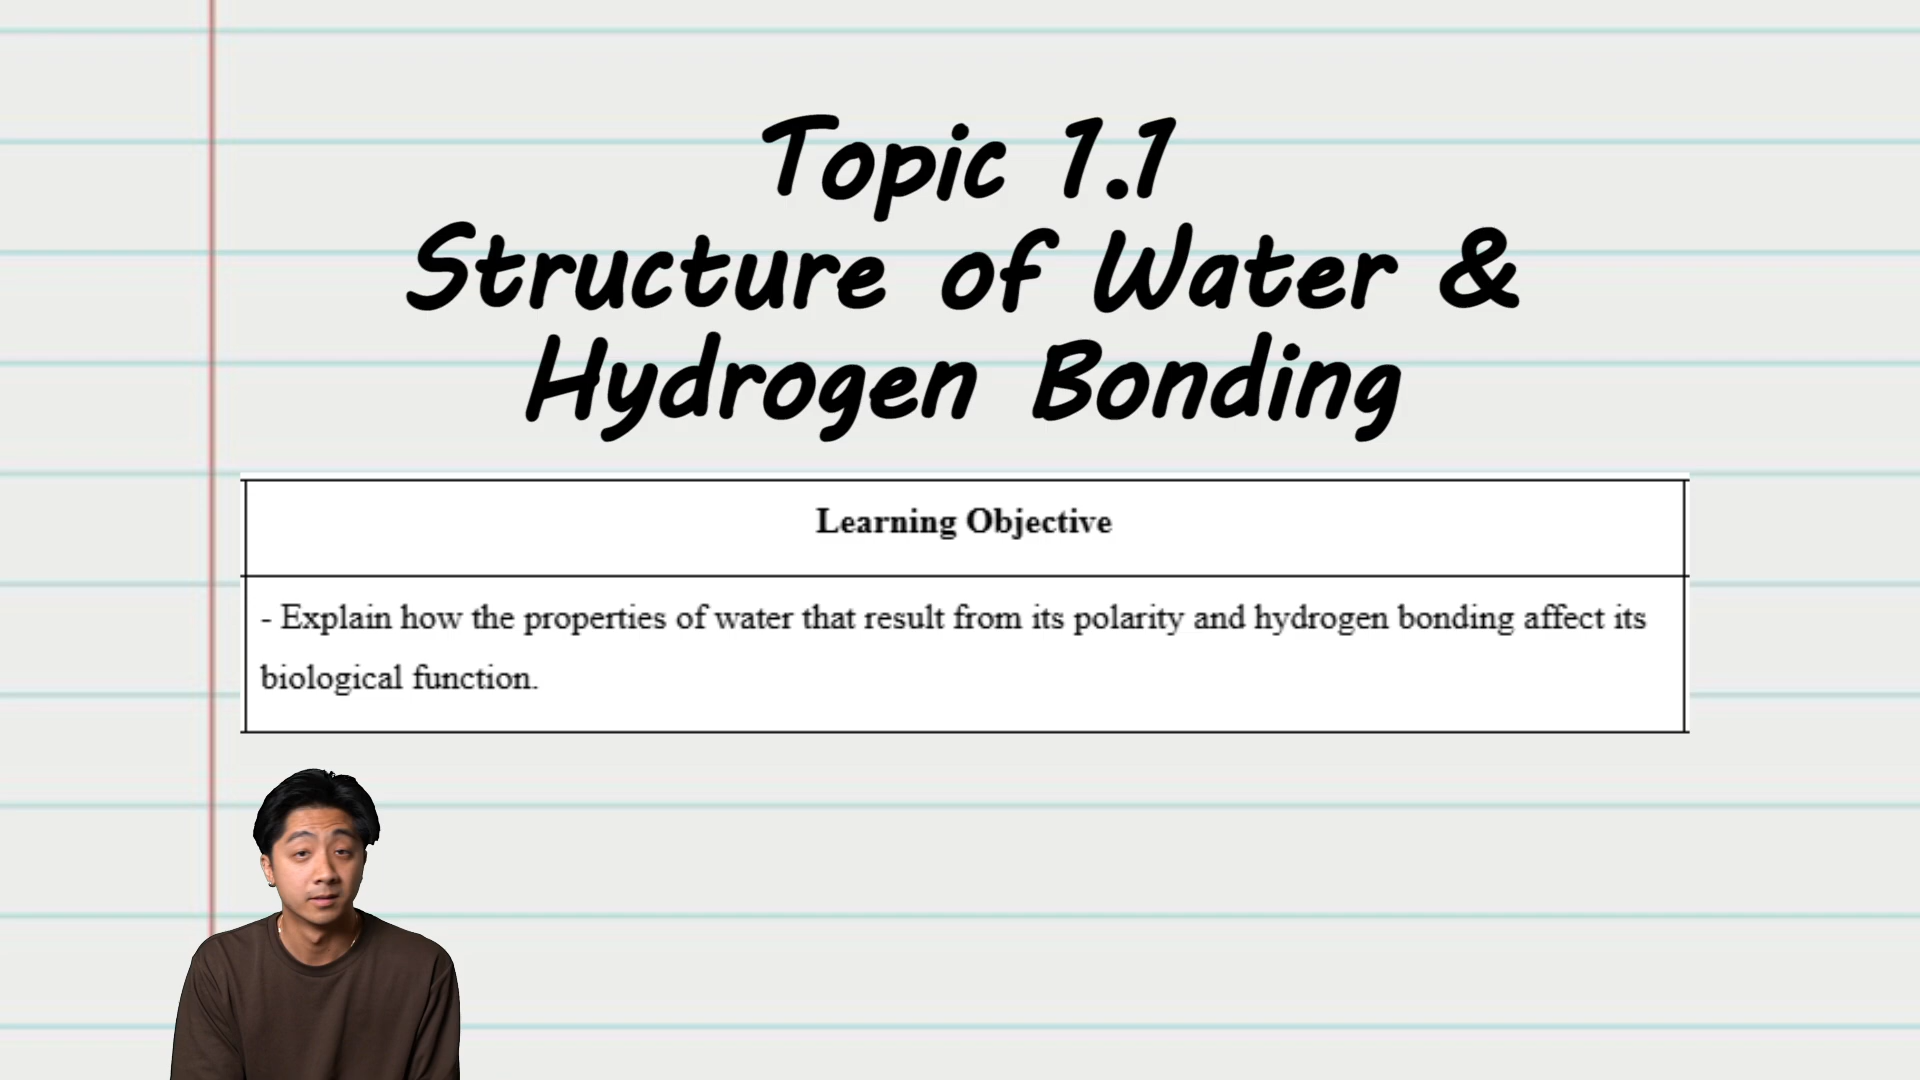 Topic 1.1
Structure of Water &
Hydrogen Bonding
Learning Objective
- Explain how the properties of water that result from its polarity and hydrogen bonding affect its
biological function.